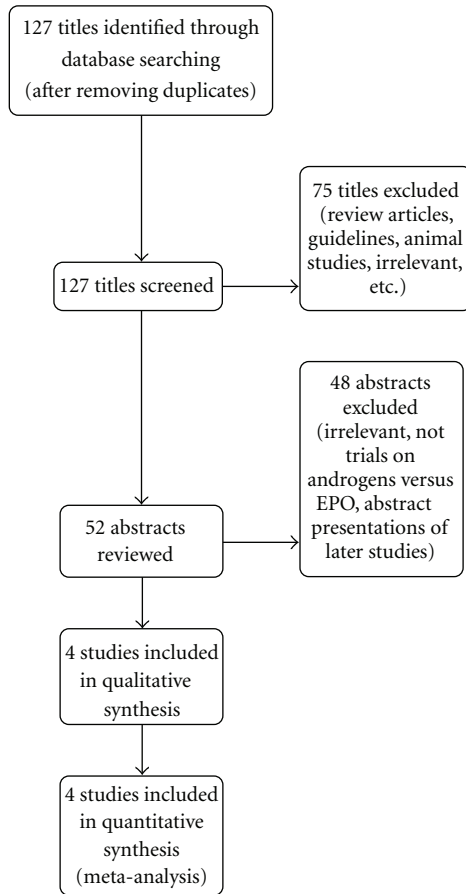 127 titles identified through
database searching
(after removing duplicates)
75 titles excluded
(review articles,
guidelines, animal
studies, irrelevant,
etc.)
127 titles screened
48 abstracts
excluded
(irrelevant, not
trials on
androgens versus
EPO, abstract
presentations of
later studies)
52 abstracts
reviewed
4 studies included
in qualitative
synthesis
4 studies included
in quantitative
synthesis
(meta-analysis)